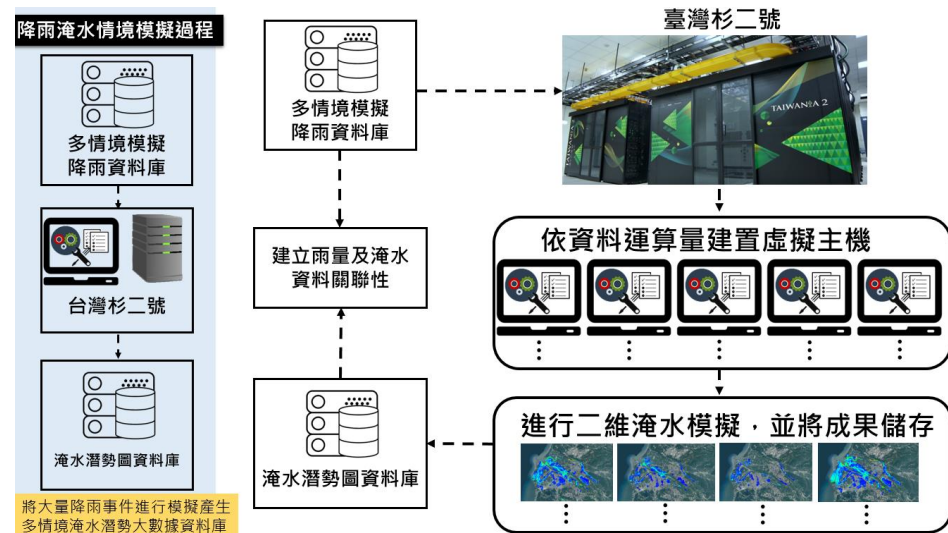 降雨淹水情境模擬過程
多情境模擬
降雨資料庫
台灣杉二號
淹水潛勢圖資料庫
將大量降雨事件進行模擬產生
多情境淹水潛勢大數據資料庫
多情境模擬
降雨資料庫
建立雨量及淹水
資料關聯性
淹水潛勢圖資料庫
臺灣杉二號
TAIWANIA 2
依資料運算量建置虛擬主機
進行二維淹水模擬，並將成果儲存